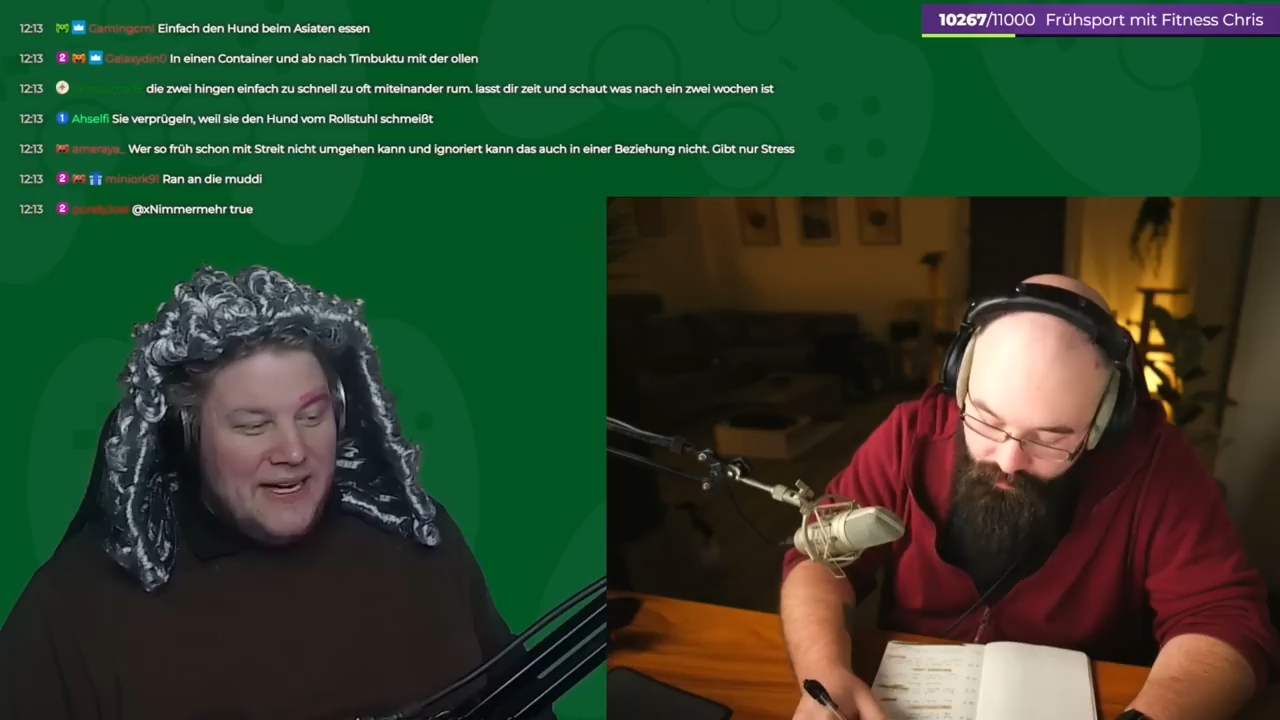 10267/11000 Frühsport mit Fitness Chris
12:13 Gamingcrni Einfach den Hund beim Asiaten essen
12:13 Galaxydin0 In einen Container und ab nach Timbuktu mit der ollen
12:13 die zwei hingen einfach zu schnell zu oft miteinander rum. lasst dir zeit und schaut was nach ein zwei wochen ist
12:13 Ahselfi Sie verprügeln, weil sie den Hund vom Rollstuhl schmeißt
12:13 ameraya_ Wer so früh schon mit Streit nicht umgehen kann und ignoriert kann das auch in einer Beziehung nicht. Gibt nur Stress
12:13 miniork91 Ran an die muddi
12:13 @xNimmermehr true